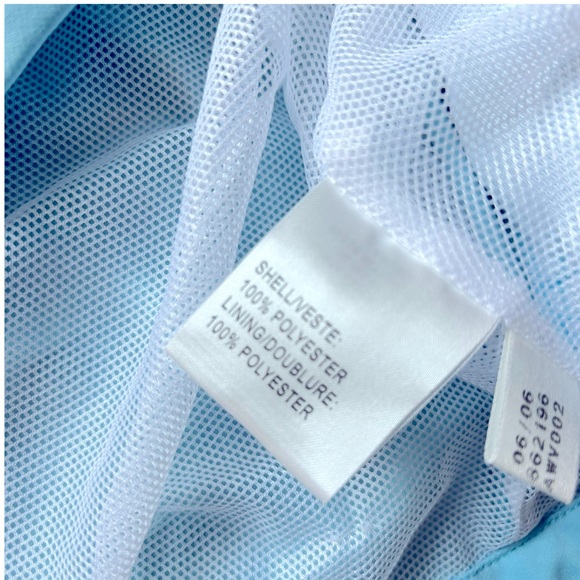 SHELL/VESTE:
100% POLYESTER
LINING/DOUBLURE:
100% POLYESTER
06/06
862196
AWV002